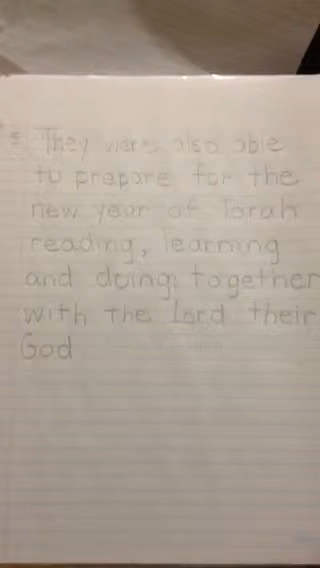 They were also able
to prepare for the
new year of Torah
reading, learning
and doing together
with the Lord their
God